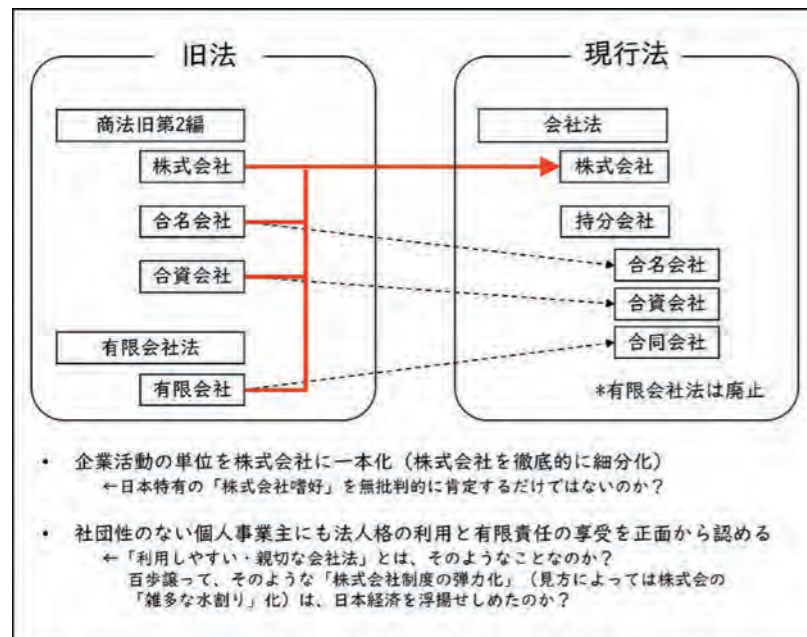 旧法
商法旧第2編
株式会社
合名会社
合資会社
有限会社法
有限会社
現行法
会社法
株式会社
持分会社
合名会社
合資会社
合同会社
*有限会社法は廃止
・ 企業活動の単位を株式会社に一本化（株式会社を徹底的に細分化）
←日本特有の「株式会社嗜好」を無批判的に肯定するだけではないのか？
・ 社団性のない個人事業主にも法人格の利用と有限責任の享受を正面から認める
←「利用しやすい・親切な会社法」とは、そのようなことなのか？
百歩譲って、そのような「株式会社制度の弾力化」（見方によっては株式会の
「雑多な水割り」化）は、日本経済を浮揚せしめたのか？